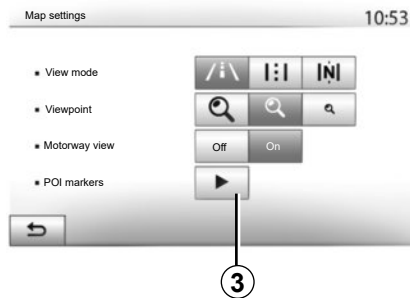 Map settings 10:53
▪ View mode N
▪ Viewpoint
▪ Motorway view Off On
▪ POI markers
3